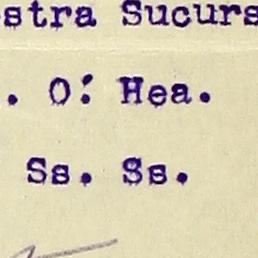 stra Sucurs
. O: Hea.
Ss. Ss.